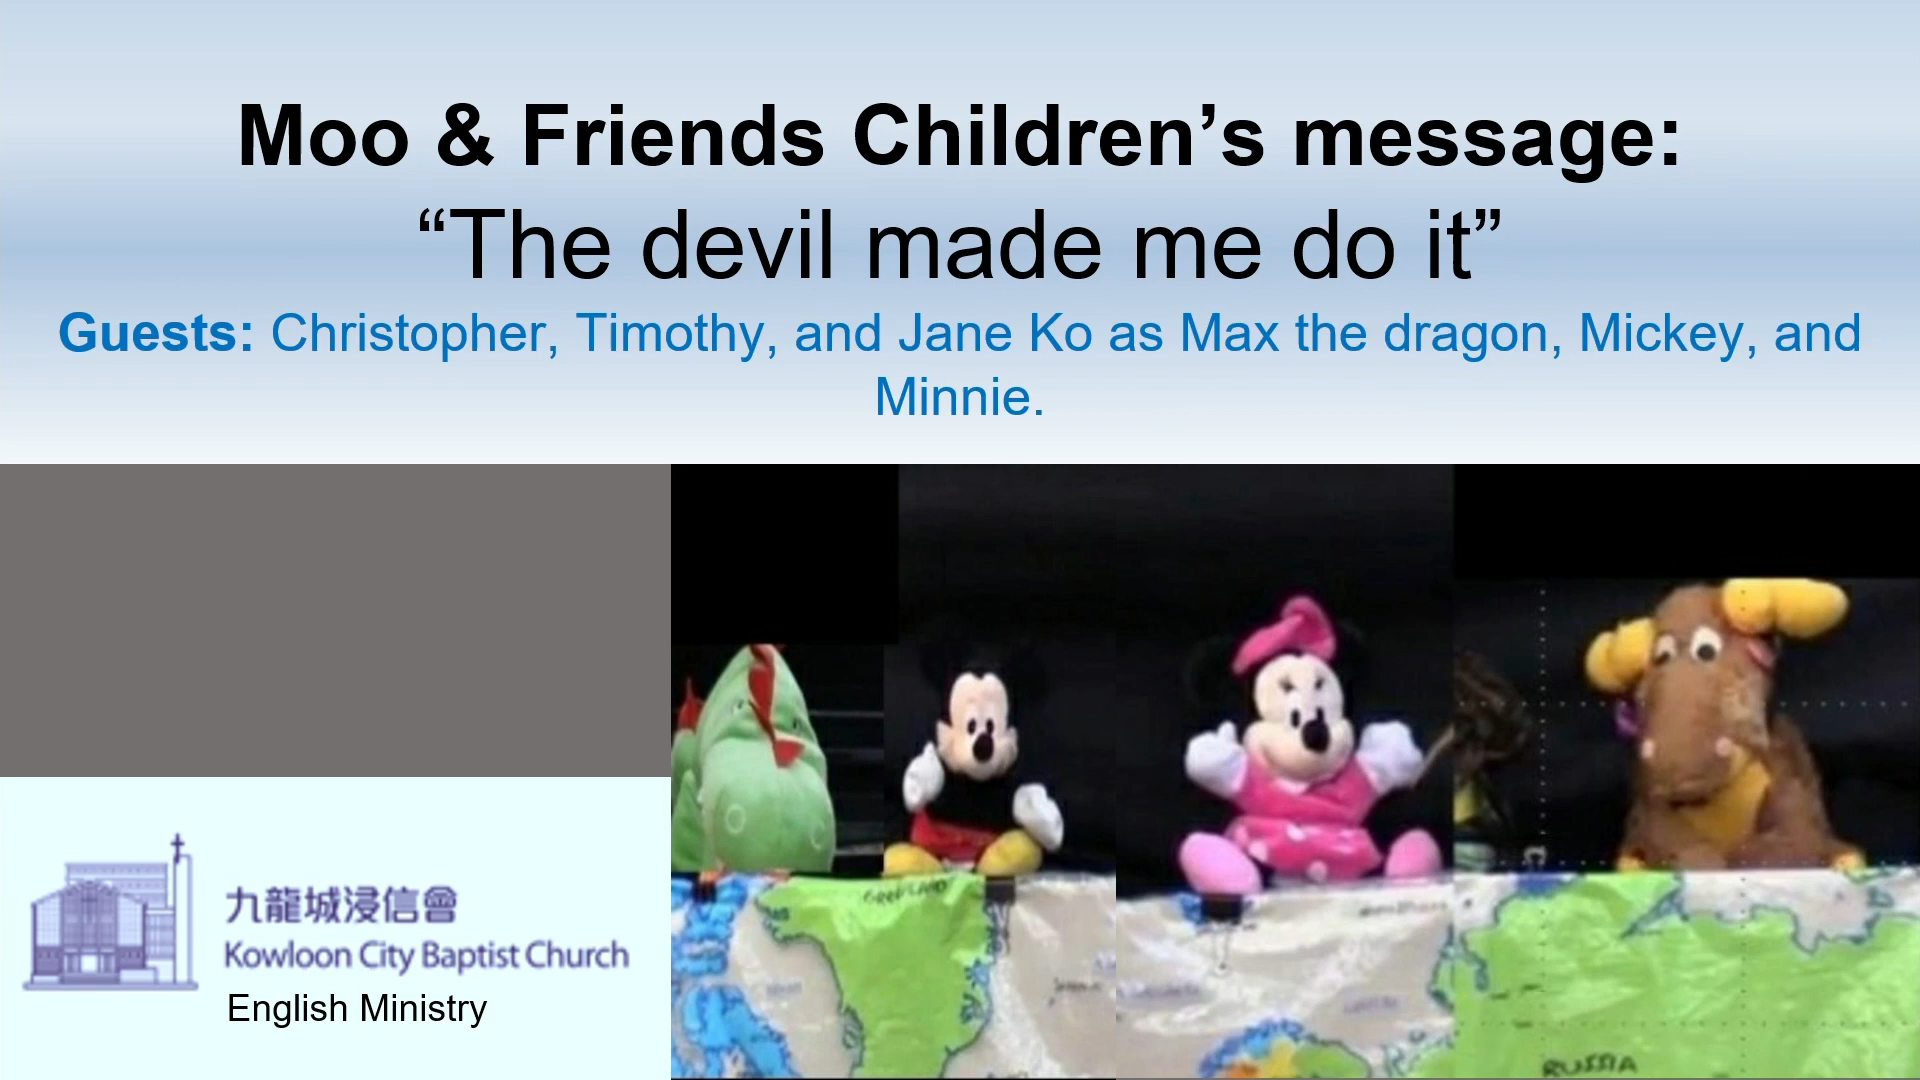 Moo & Friends Children’s message:
“The devil made me do it”
Guests: Christopher, Timothy, and Jane Ko as Max the dragon, Mickey, and
Minnie.
九龍城浸信會
Kowloon City Baptist Church
English Ministry
GREENLAND
RUSSIA